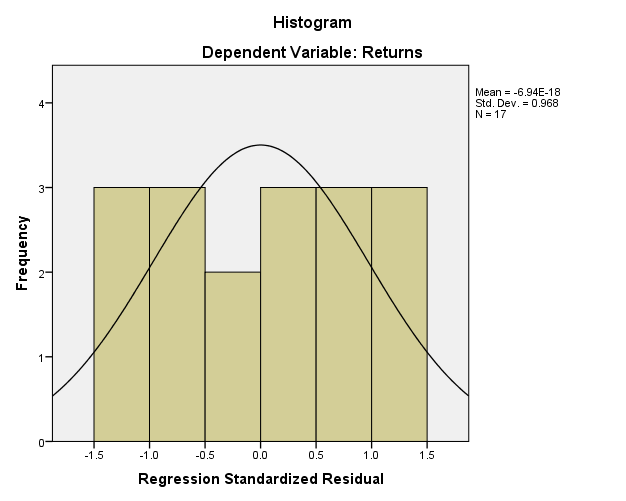 Histogram
Dependent Variable: Returns
Mean = -6.94E-18
Std. Dev. = 0.968
N = 17
Frequency
4
3
2
1
0
-1.5 -1.0 -0.5 0.0 0.5 1.0 1.5
Regression Standardized Residual